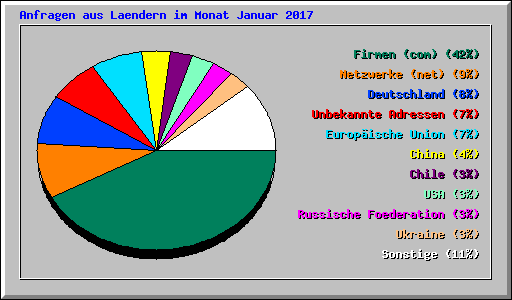 Anfragen aus Laendern im Monat Januar 2017
Firmen (com) (42%)
Netzwerke (net) (9%)
Deutschland (8%)
Unbekannte Adressen (7%)
Europäische Union (7%)
China (4%)
Chile (3%)
USA (3%)
Russische Foederation (3%)
Ukraine (3%)
Sonstige (11%)